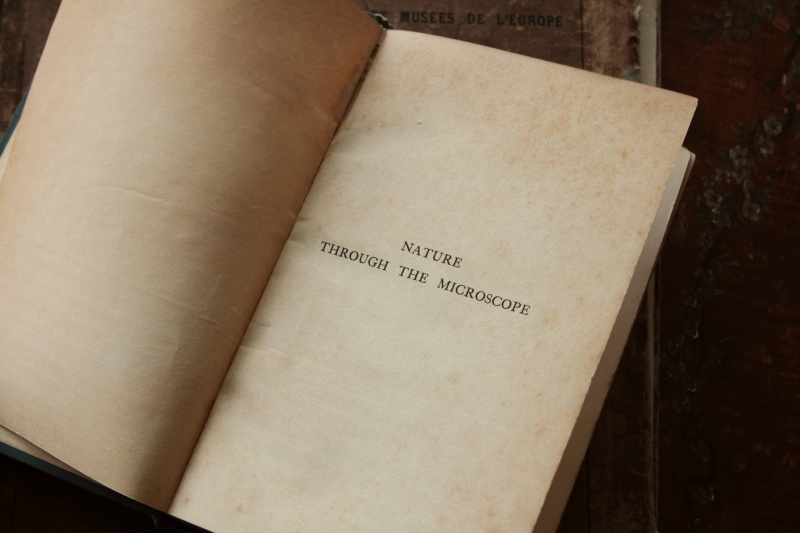 MUSÉES DE L'EUROPE
NATURE
THROUGH THE MICROSCOPE